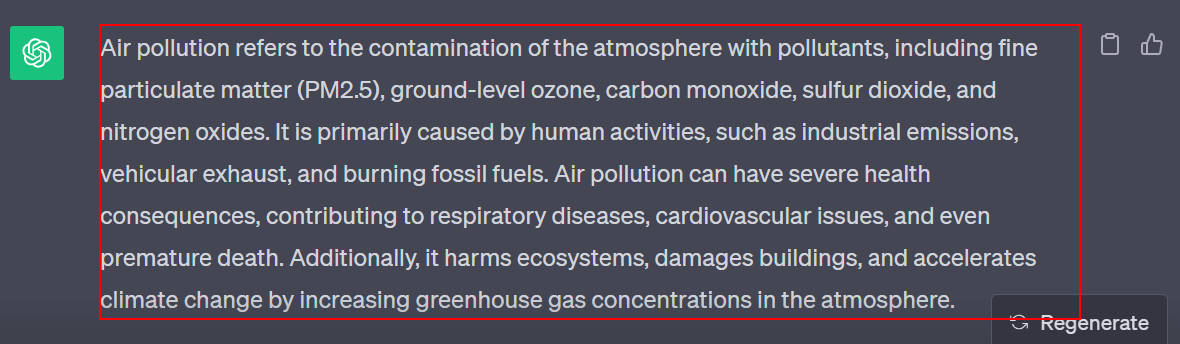 Air pollution refers to the contamination of the atmosphere with pollutants, including fine
particulate matter (PM2.5), ground-level ozone, carbon monoxide, sulfur dioxide, and
nitrogen oxides. It is primarily caused by human activities, such as industrial emissions,
vehicular exhaust, and burning fossil fuels. Air pollution can have severe health
consequences, contributing to respiratory diseases, cardiovascular issues, and even
premature death. Additionally, it harms ecosystems, damages buildings, and accelerates
climate change by increasing greenhouse gas concentrations in the atmosphere.
Regenerate